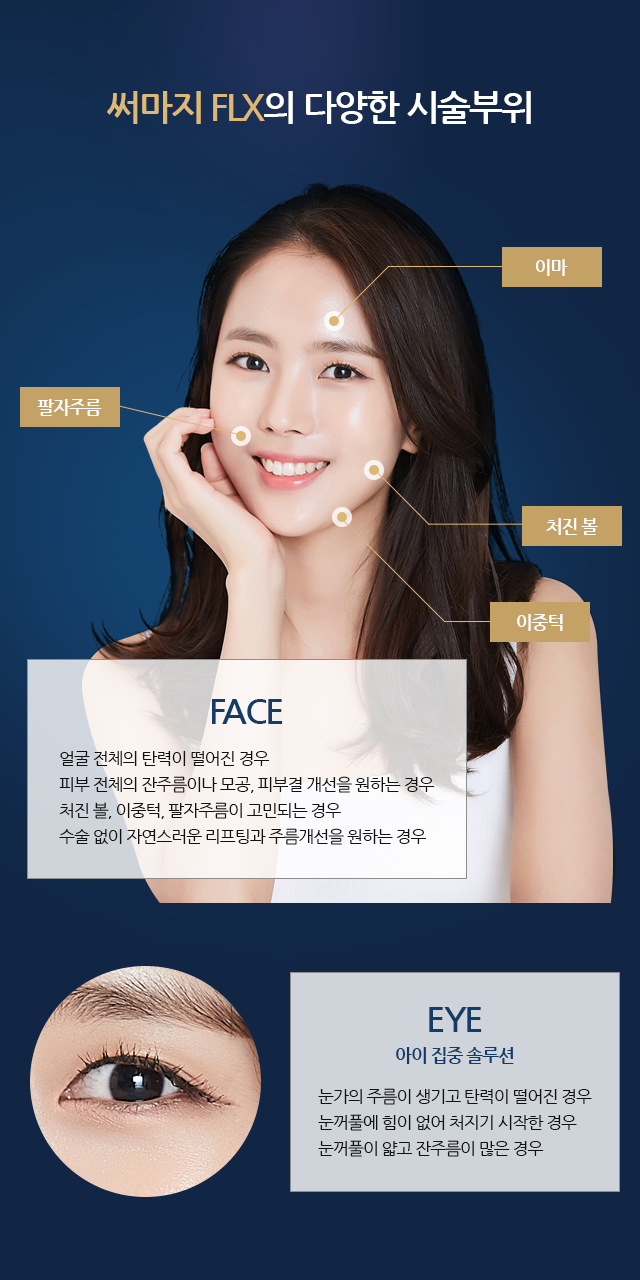 써마지 FLX의 다양한 시술부위
이마
팔자주름
처진 볼
이중턱
FACE
얼굴 전체의 탄력이 떨어진 경우
피부 전체의 잔주름이나 모공, 피부결 개선을 원하는 경우
처진 볼, 이중턱, 팔자주름이 고민되는 경우
수술 없이 자연스러운 리프팅과 주름개선을 원하는 경우
EYE
아이 집중 솔루션
눈가의 주름이 생기고 탄력이 떨어진 경우
눈꺼풀에 힘이 없어 처지기 시작한 경우
눈꺼풀이 얇고 잔주름이 많은 경우